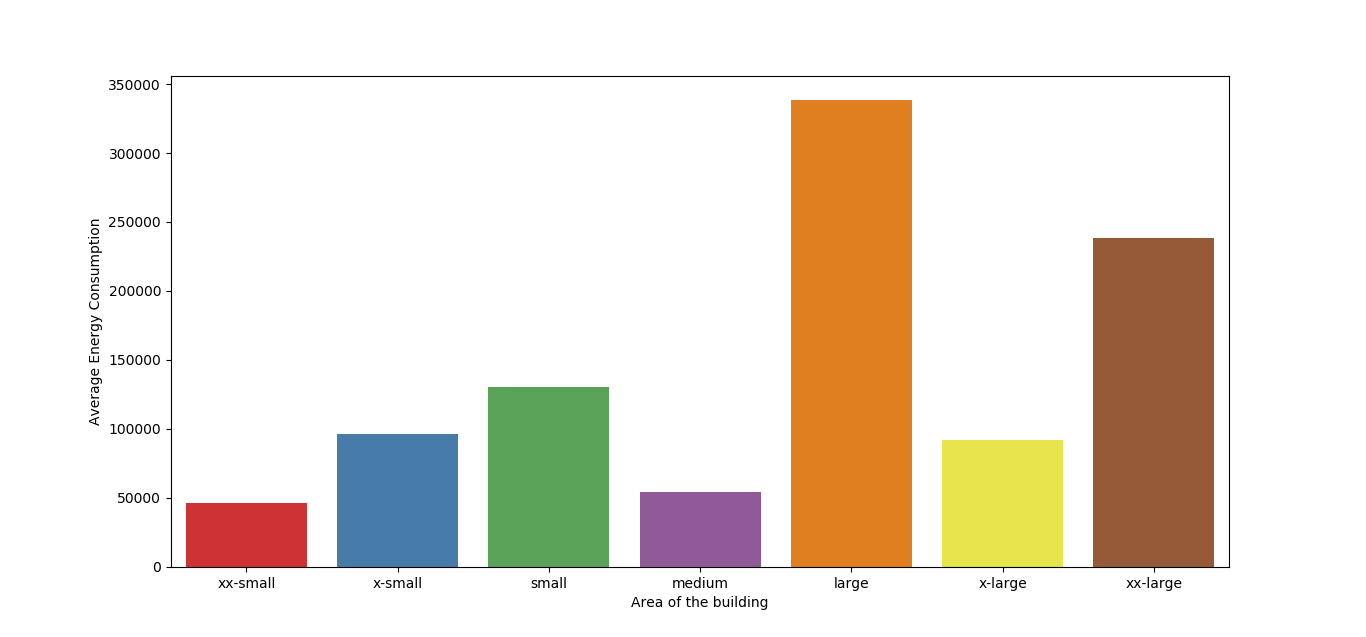 Average Energy Consumption
350000
300000
250000
200000
150000
100000
50000
0
xx-small x-small small medium large x-large xx-large
Area of the building